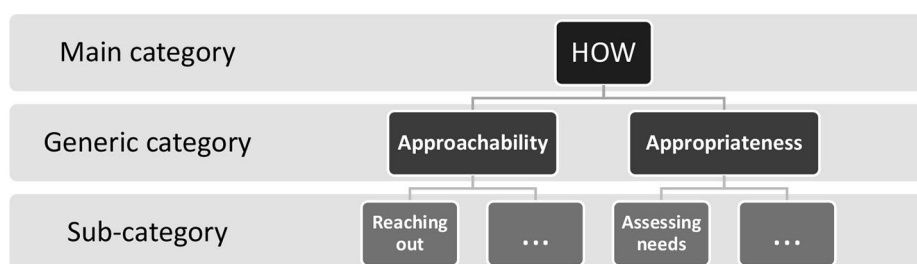 Main category
HOW
Generic category
Approachability
Appropriateness
Sub-category
Reaching
out
...
Assessing
needs
...